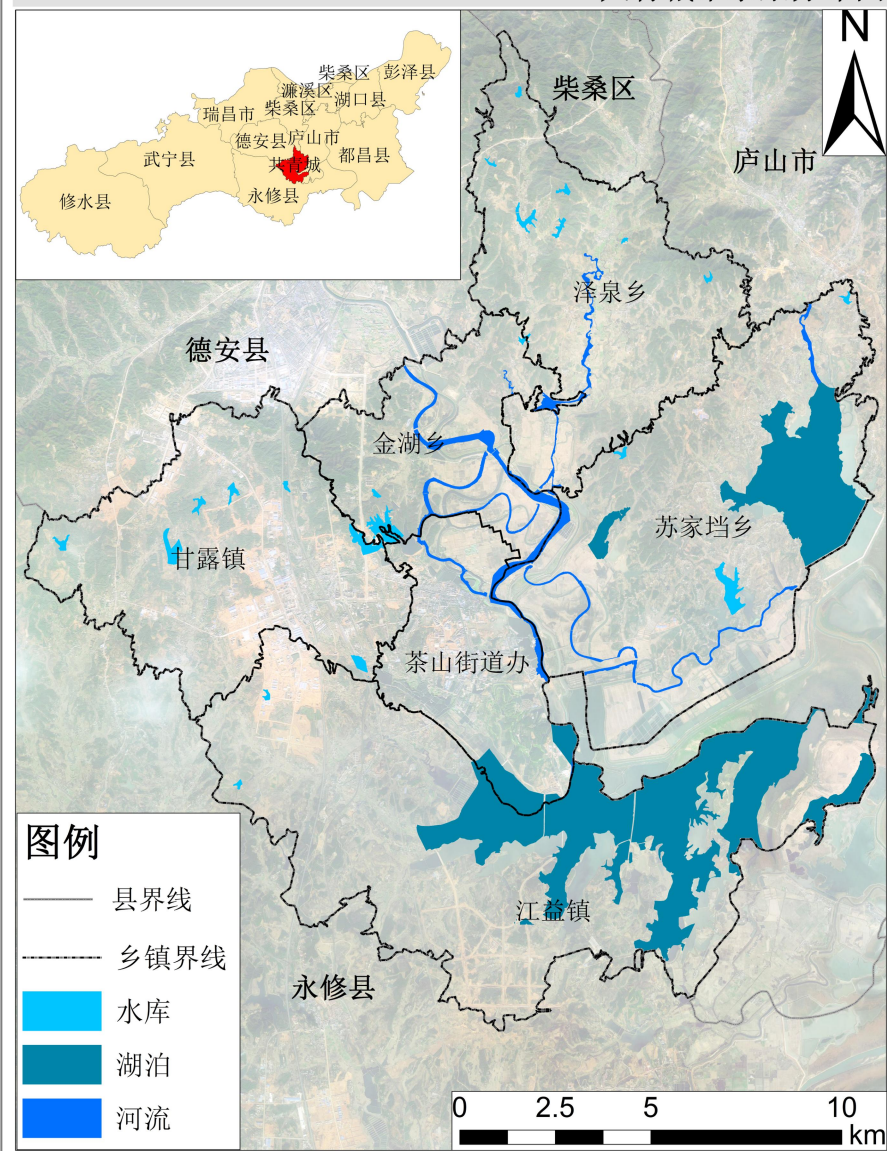 N
柴桑区
彭泽县
濂溪区
瑞昌市
柴桑区
湖口县
德安县
庐山市
都昌县
武宁县
共青城
修水县
永修县
柴桑区
庐山市
泽泉乡
德安县
金湖乡
苏家垱乡
甘露镇
茶山街道办
江益镇
永修县
图例
县界线
乡镇界线
水库
湖泊
河流
0 2.5 5 10
km